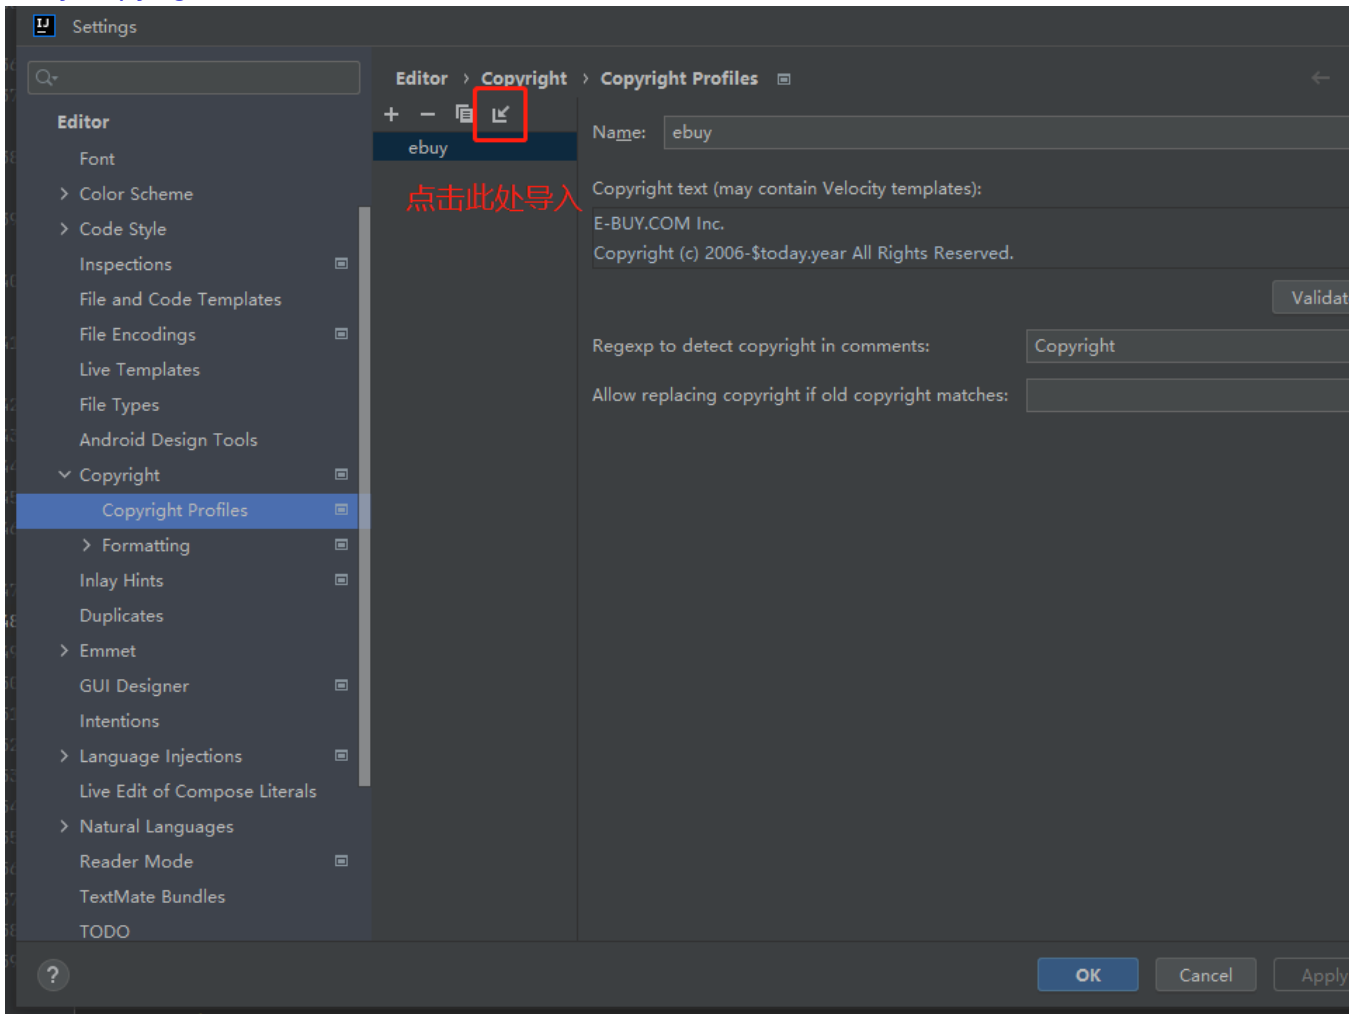 Settings
Editor
Font
Color Scheme
Code Style
Inspections
File and Code Templates
File Encodings
Live Templates
File Types
Android Design Tools
Copyright
Copyright Profiles
Formatting
Inlay Hints
Duplicates
Emmet
GUI Designer
Intentions
Language Injections
Live Edit of Compose Literals
Natural Languages
Reader Mode
TextMate Bundles
TODO
Editor › Copyright › Copyright Profiles
ebuy
点击此处导入
Name: ebuy
Copyright text (may contain Velocity templates):
E-BUY.COM Inc.
Copyright (c) 2006-$today.year All Rights Reserved.
Validat
Regexp to detect copyright in comments: Copyright
Allow replacing copyright if old copyright matches:
? OK Cancel Apply